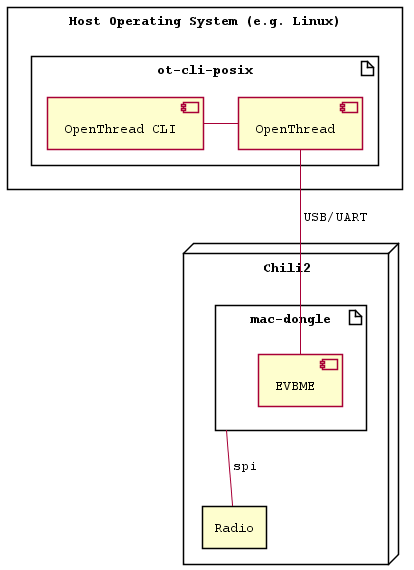 Host Operating System (e.g. Linux)
ot-cli-posix
OpenThread CLI
OpenThread
USB/UART
Chili2
mac-dongle
EVBME
spi
Radio